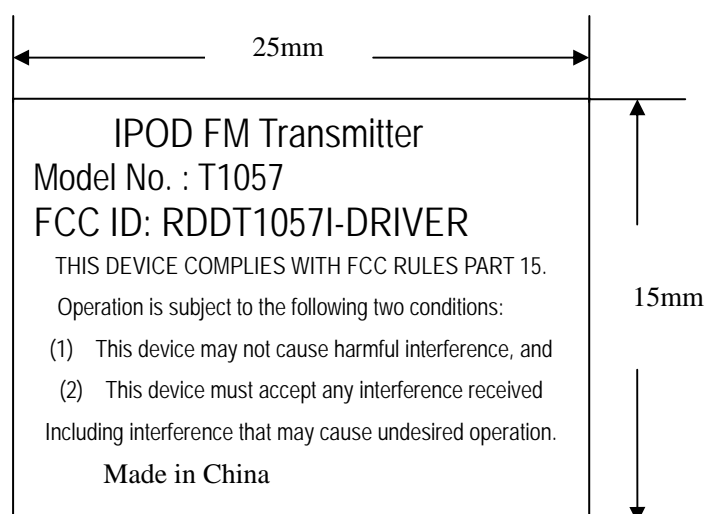 25mm
IPOD FM Transmitter
Model No. : T1057
FCC ID: RDDT1057I-DRIVER
THIS DEVICE COMPLIES WITH FCC RULES PART 15.
Operation is subject to the following two conditions:
15mm
(1) This device may not cause harmful interference, and
(2) This device must accept any interference received
Including interference that may cause undesired operation.
Made in China